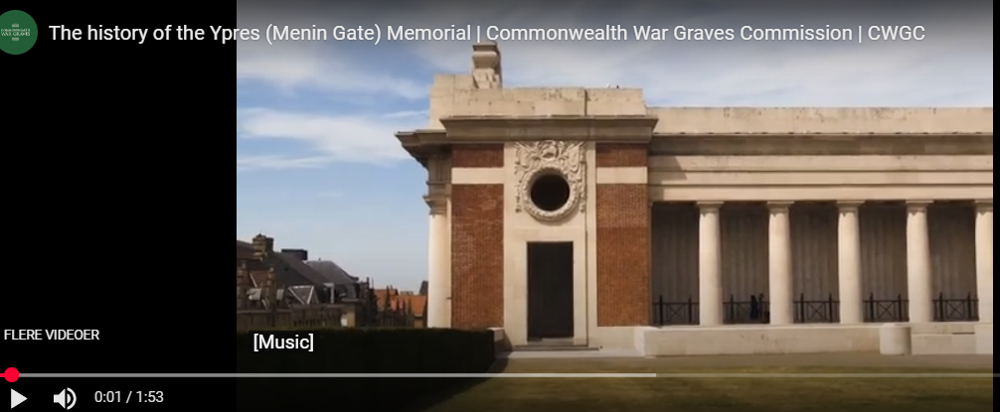 The history of the Ypres (Menin Gate) Memorial | Commonwealth War Graves Commission | CWGC
FLERE VIDEOER
[Music]
0:01 / 1:53